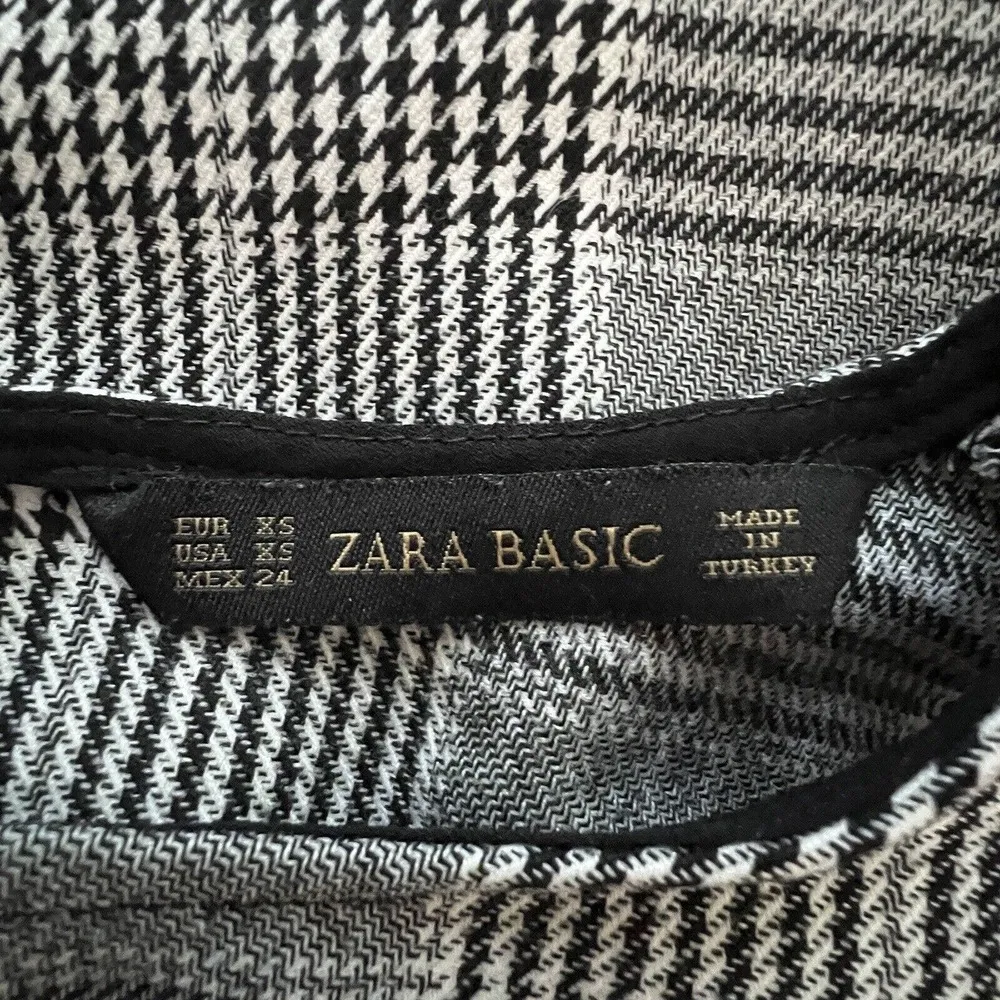 EUR XS
USA XS
MEX 24
ZARA BASIC
MADE
IN
TURKEY